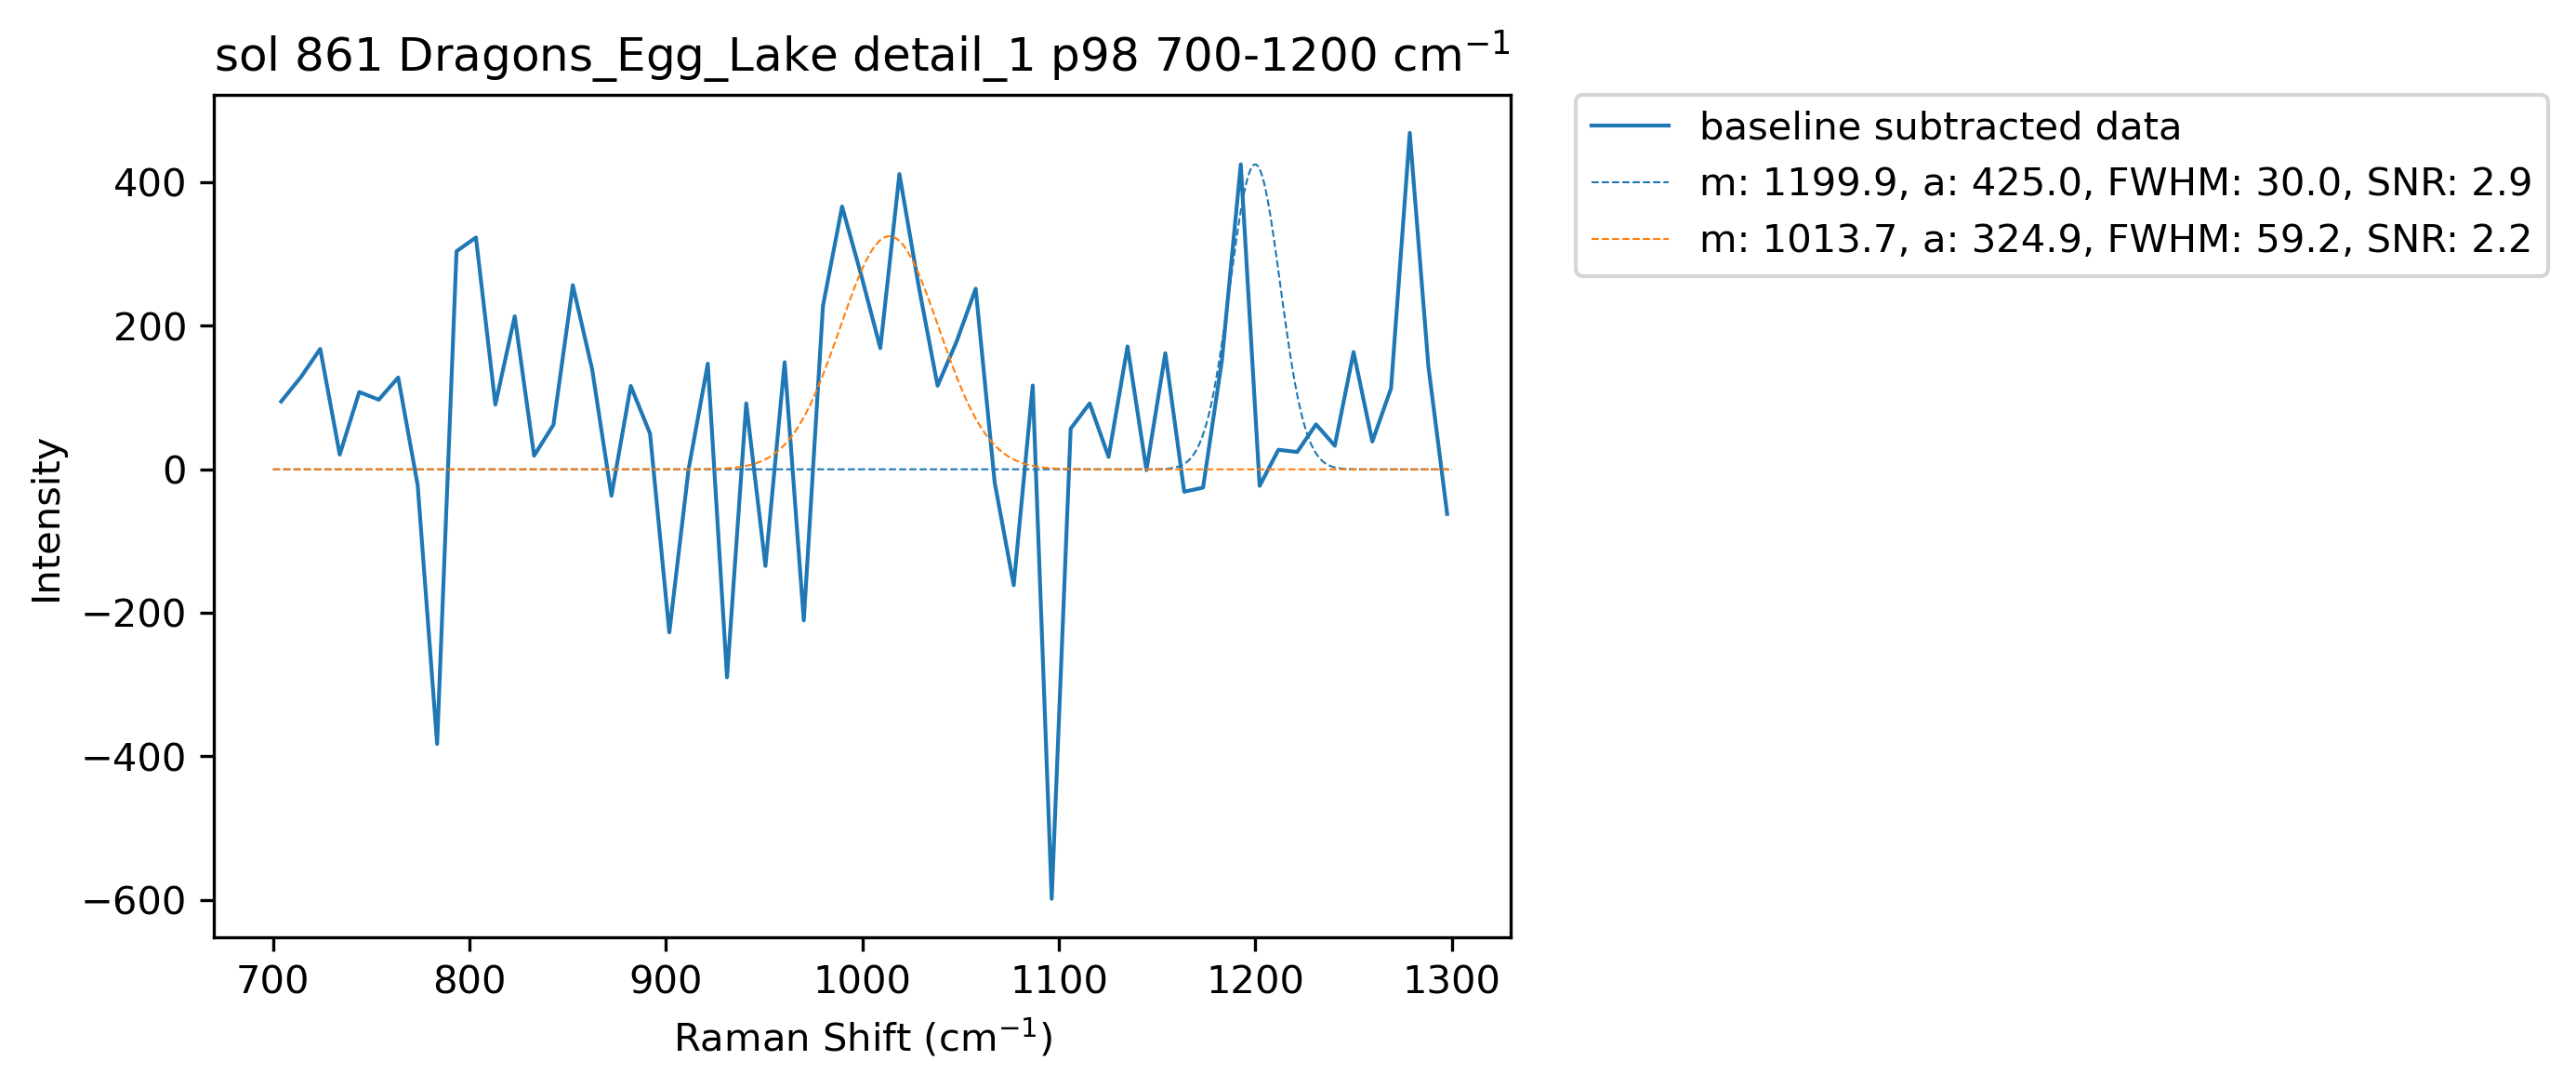 sol 861 Dragons_Egg_Lake detail_1 p98 700-1200 cm⁻¹
baseline subtracted data
m: 1199.9, a: 425.0, FWHM: 30.0, SNR: 2.9
m: 1013.7, a: 324.9, FWHM: 59.2, SNR: 2.2
Intensity
400
200
0
−200
−400
−600
700 800 900 1000 1100 1200 1300
Raman Shift (cm⁻¹)